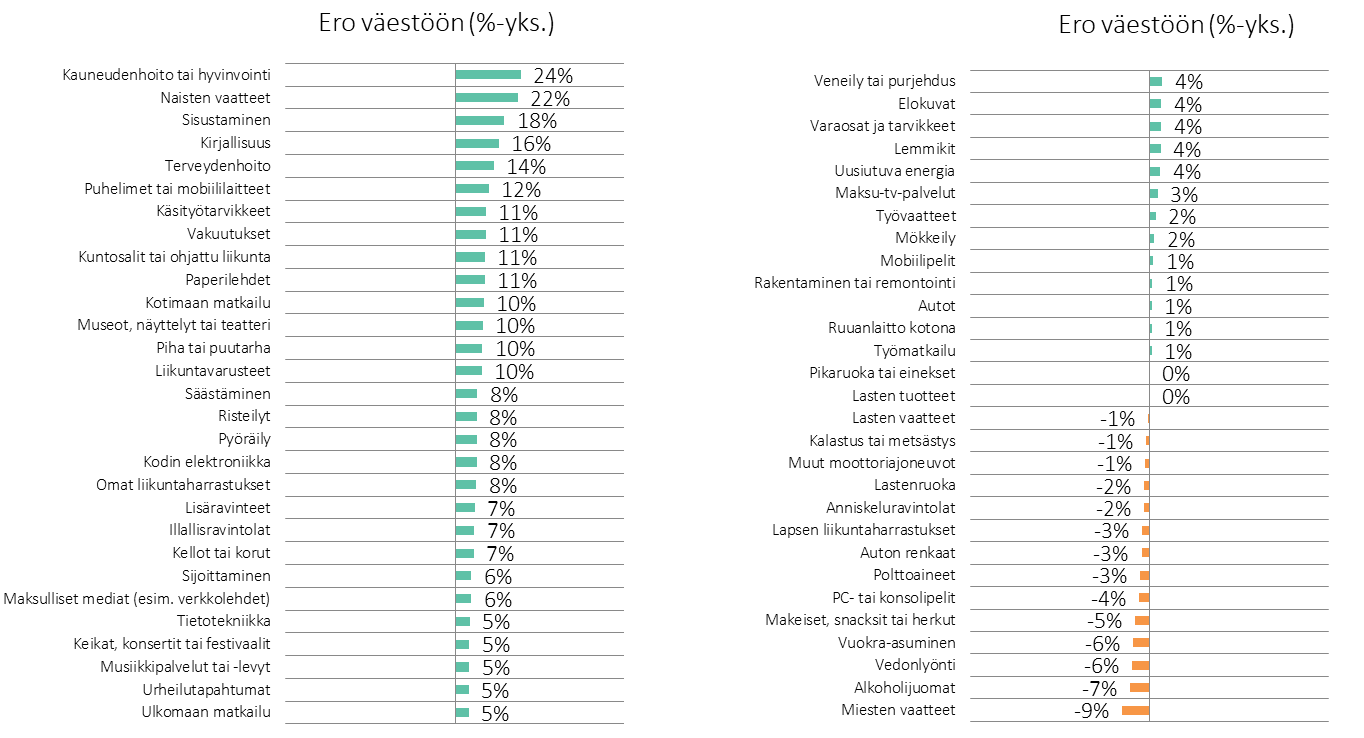 Ero väestöön (%-yks.)
Kauneudenhoito tai hyvinvointi 24%
Naisten vaatteet 22%
Sisustaminen 18%
Kirjallisuus 16%
Terveydenhoito 14%
Puhelimet tai mobiililaitteet 12%
Käsityötarvikkeet 11%
Vakuutukset 11%
Kuntosalit tai ohjattu liikunta 11%
Paperilehdet 11%
Kotimaan matkailu 10%
Museot, näyttelyt tai teatteri 10%
Piha tai puutarha 10%
Liikuntavarusteet 10%
Säästäminen 8%
Risteilyt 8%
Pyöräily 8%
Kodin elektroniikka 8%
Omat liikuntaharrastukset 8%
Lisäravinteet 7%
Illallisravintolat 7%
Kellot tai korut 7%
Sijoittaminen 6%
Maksulliset mediat (esim. verkkolehdet) 6%
Tietotekniikka 5%
Keikat, konsertit tai festivaalit 5%
Musiikkipalvelut tai -levyt 5%
Urheilutapahtumat 5%
Ulkomaan matkailu 5%
Ero väestöön (%-yks.)
Veneily tai purjehdus 4%
Elokuvat 4%
Varaosat ja tarvikkeet 4%
Lemmikit 4%
Uusiutuva energia 4%
Maksu-tv-palvelut 3%
Työvaatteet 2%
Mökkeily 2%
Mobiilipelit 1%
Rakentaminen tai remontointi 1%
Autot 1%
Ruuanlaitto kotona 1%
Työmatkailu 1%
Pikaruoka tai einekset 0%
Lasten tuotteet 0%
Lasten vaatteet -1%
Kalastus tai metsästys -1%
Muut moottoriajoneuvot -1%
Lastenruoka -2%
Anniskeluravintolat -2%
Lapsen liikuntaharrastukset -3%
Auton renkaat -3%
Polttoaineet -3%
PC- tai konsolipelit -4%
Makeiset, snacksit tai herkut -5%
Vuokra-asuminen -6%
Vedonlyönti -6%
Alkoholijuomat -7%
Miesten vaatteet -9%